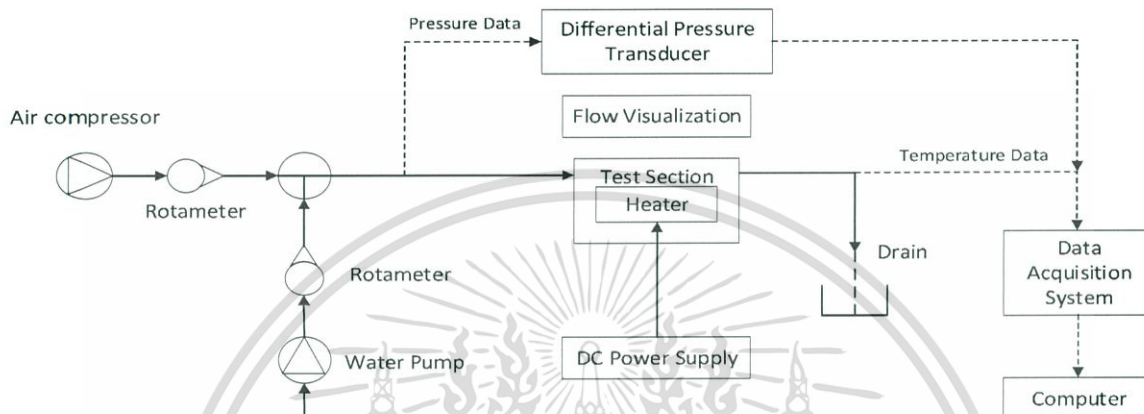 Pressure Data
Differential Pressure
Transducer
Air compressor
Flow Visualization
Temperature Data
Test Section
Heater
Rotameter
Rotameter
Drain
Data
Acquisition
System
Water Pump
DC Power Supply
Computer